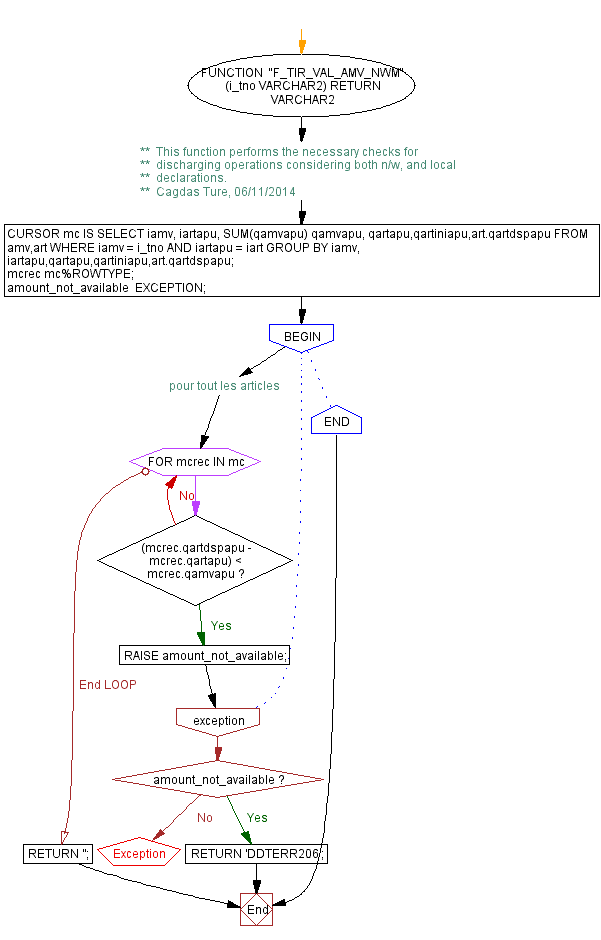 FUNCTION "F_TIR_VAL_AMV_NWM"
(i_tno VARCHAR2) RETURN
VARCHAR2
** This function performs the necessary checks for
** discharging operations considering both n/w, and local
** declarations.
** Cagdas Ture, 06/11/2014
CURSOR mc IS SELECT iamv, iartapu, SUM(qamvapu) qamvapu, qartapu,qartiniapu,art.qartdspapu FROM
amv,art WHERE iamv = i_tno AND iartapu = iart GROUP BY iamv,
iartapu,qartapu,qartiniapu,art.qartdspapu;
mcrec mc%ROWTYPE;
amount_not_available EXCEPTION;
BEGIN
pour tout les articles
END
FOR mcrec IN mc
No
(mcrec.qartdspapu -
mcrec.qartapu) <
mcrec.qamvapu ?
Yes
RAISE amount_not_available;
End LOOP
exception
amount_not_available ?
No
Yes
RETURN '';
Exception
RETURN 'DDTERR206';
End